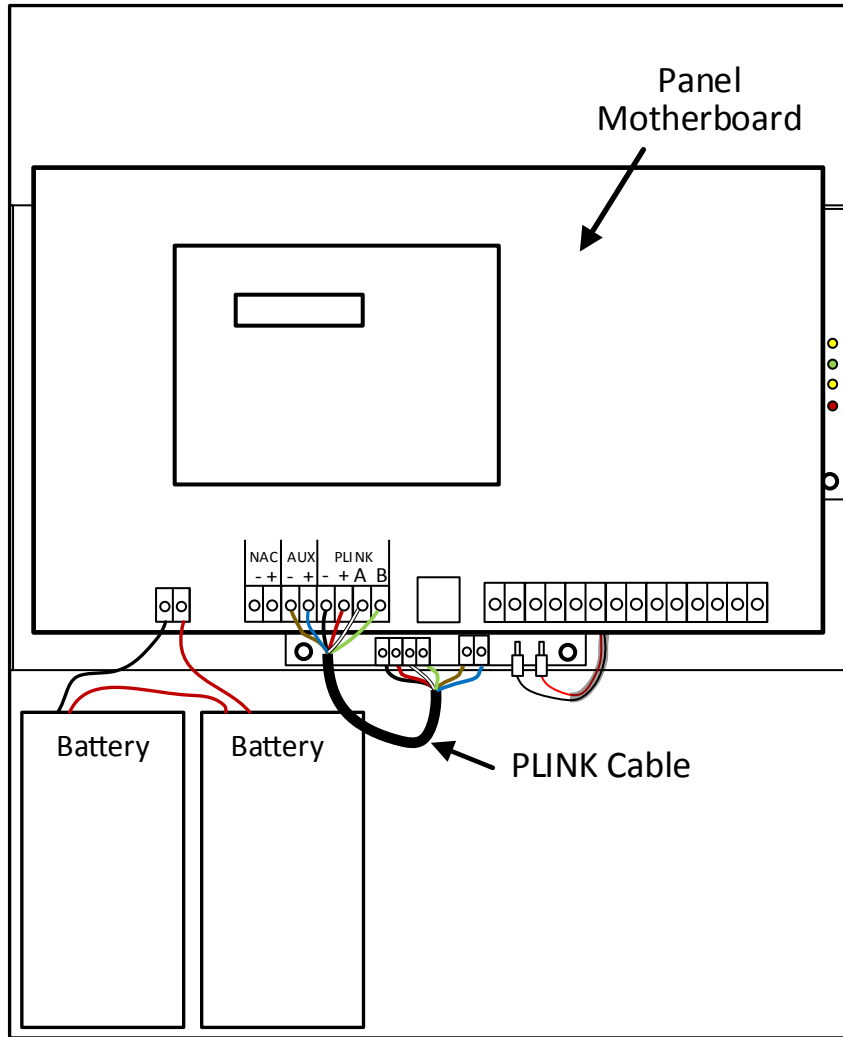 Panel
Motherboard
NAC AUX PLINK
- + - + - + A B
Battery Battery
PLINK Cable